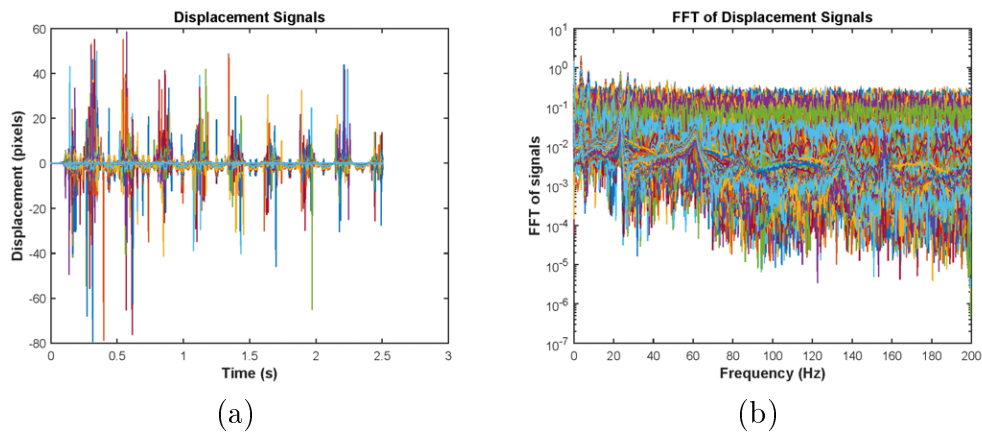 Displacement Signals
60
40
20
0
-20
-40
-60
-80
0 0.5 1 1.5 2 2.5 3
Displacement (pixels)
Time (s)
(a)
FFT of Displacement Signals
10^1
10^0
10^-1
10^-2
10^-3
10^-4
10^-5
10^-6
10^-7
0 20 40 60 80 100 120 140 160 180 200
FFT of signals
Frequency (Hz)
(b)